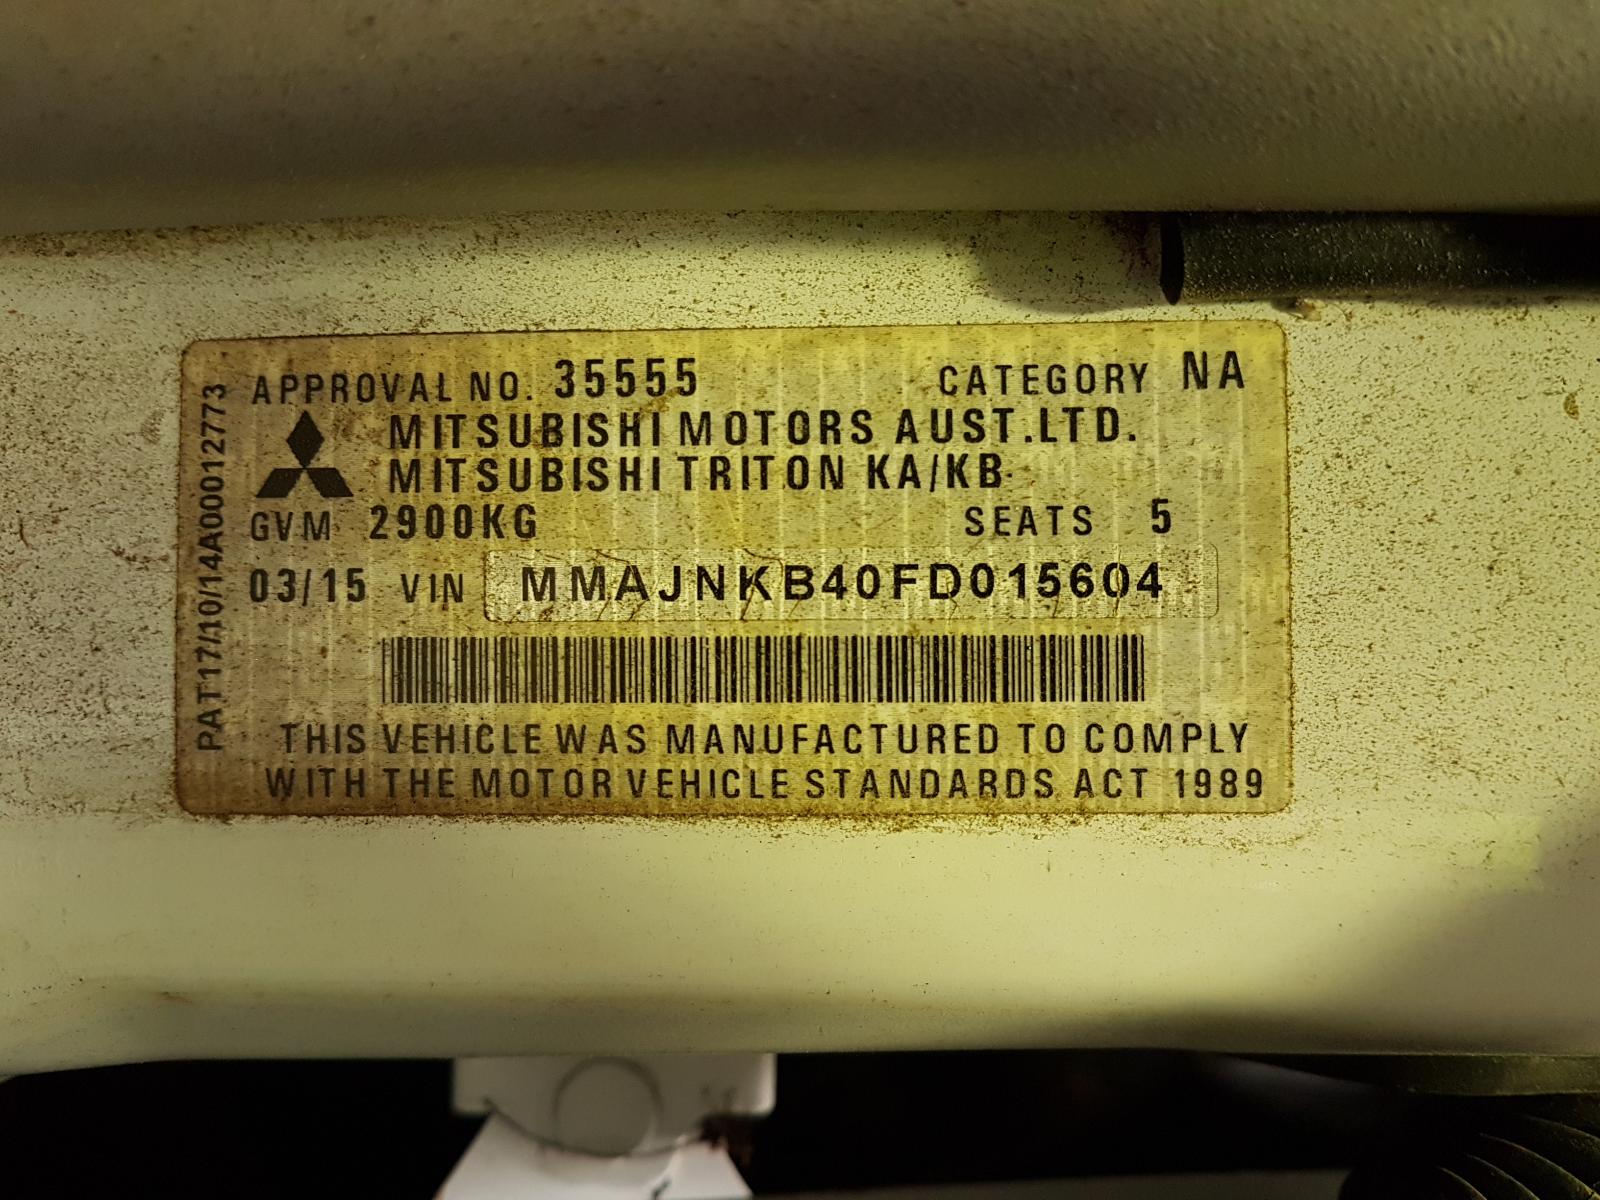 APPROVAL NO. 35555 CATEGORY NA
MITSUBISHI MOTORS AUST.LTD.
MITSUBISHI TRITON KA/KB
GVM 2900KG SEATS 5
03/15 VIN MMAJNKB40FD015604
THIS VEHICLE WAS MANUFACTURED TO COMPLY
WITH THE MOTOR VEHICLE STANDARDS ACT 1989
PAT17/10/14A00012773